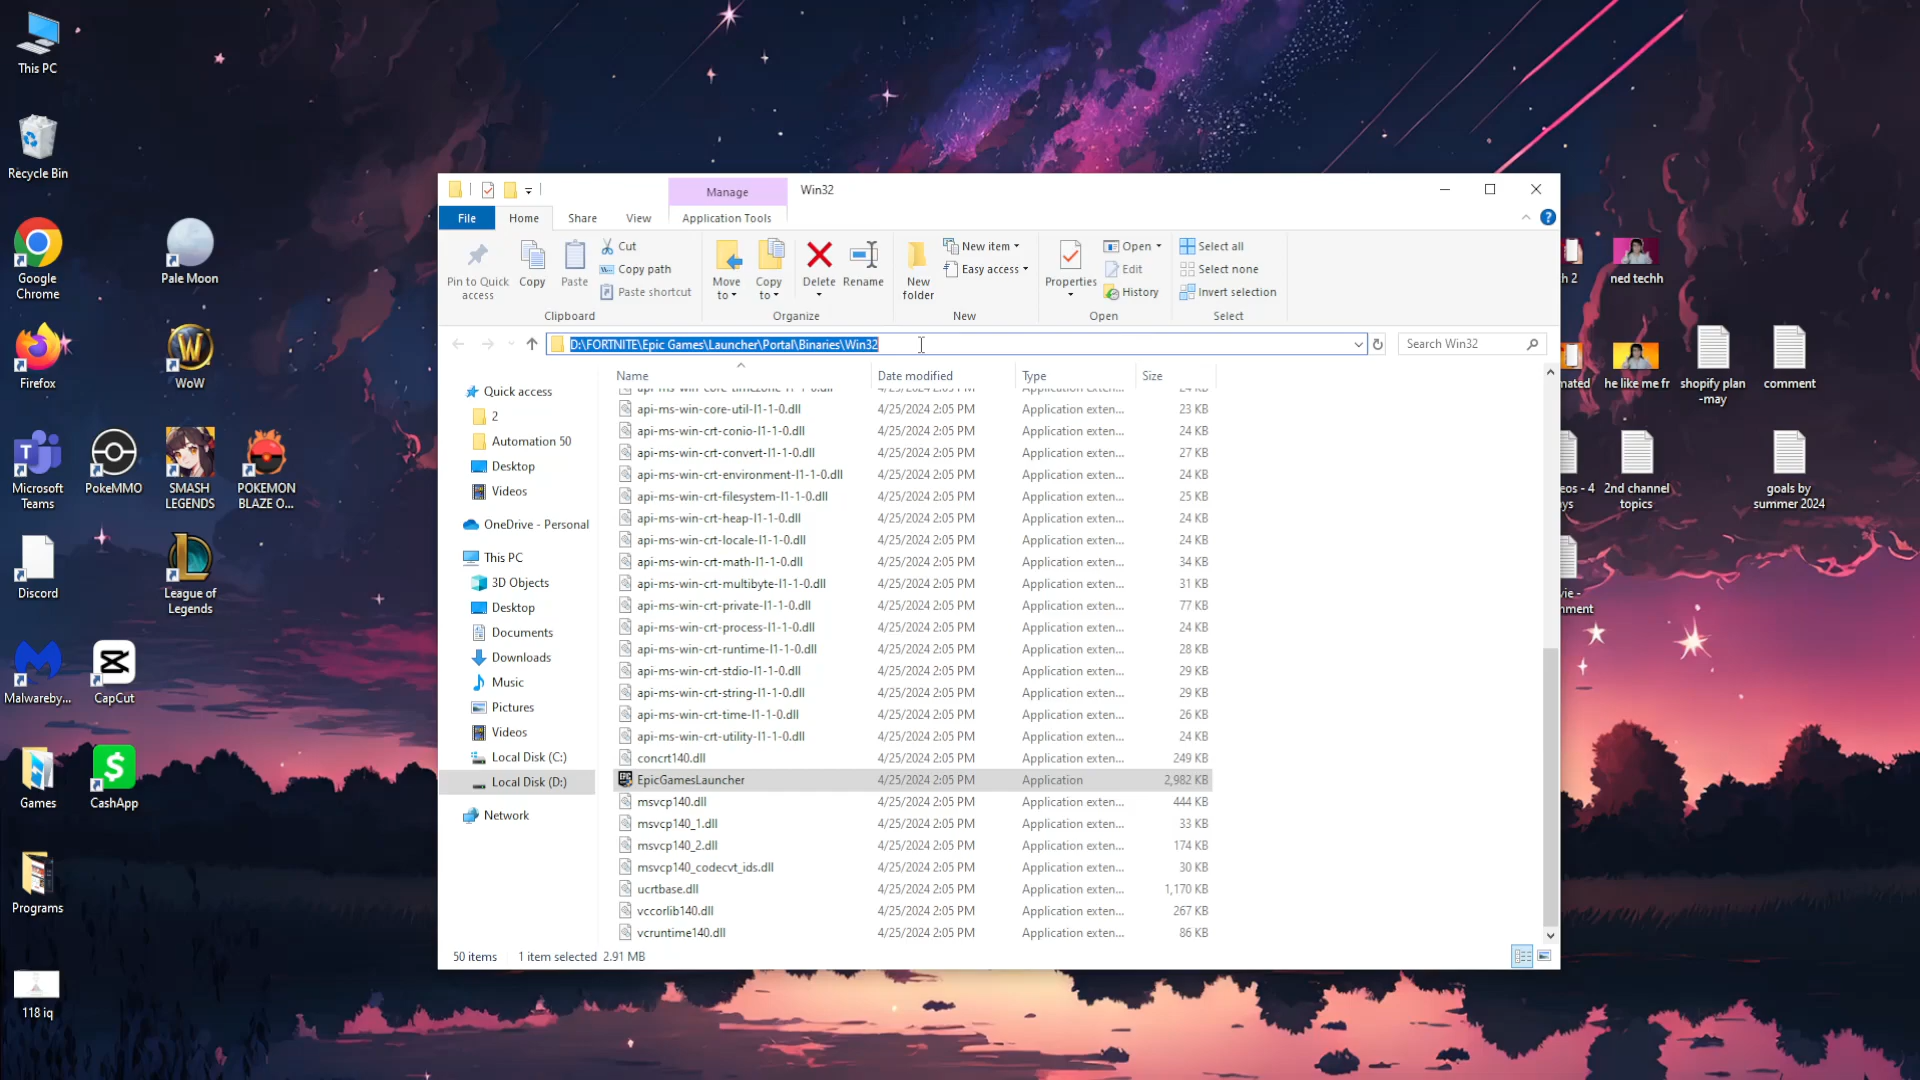 This PC
Recycle Bin
Google
Chrome
Pale Moon
Firefox
WoW
Microsoft
Teams
PokeMMO
SMASH
LEGENDS
POKEMON
BLAZE O...
Discord
League of
Legends
Malwareby...
CapCut
Games
CashApp
Programs
118 iq
Manage
Win32
File
Home
Share
View
Application Tools
Pin to Quick
access
Copy
Paste
Cut
Copy path
Paste shortcut
Clipboard
Move
to
Copy
to
Delete
Rename
Organize
New
folder
New item
Easy access
New
Properties
Open
Edit
History
Open
Select all
Select none
Invert selection
Select
D:\FORTNITE\Epic Games\Launcher\Portal\Binaries\Win32
Search Win32
Name Date modified Type Size
Quick access
2
Automation 50
Desktop
Videos
OneDrive - Personal
This PC
3D Objects
Desktop
Documents
Downloads
Music
Pictures
Videos
Local Disk (C:)
Local Disk (D:)
Network
api-ms-win-core-timezone-l1-1-0.dll 4/25/2024 2:05 PM Application exten... 24 KB
api-ms-win-core-util-l1-1-0.dll 4/25/2024 2:05 PM Application exten... 23 KB
api-ms-win-crt-conio-l1-1-0.dll 4/25/2024 2:05 PM Application exten... 24 KB
api-ms-win-crt-convert-l1-1-0.dll 4/25/2024 2:05 PM Application exten... 27 KB
api-ms-win-crt-environment-l1-1-0.dll 4/25/2024 2:05 PM Application exten... 24 KB
api-ms-win-crt-filesystem-l1-1-0.dll 4/25/2024 2:05 PM Application exten... 25 KB
api-ms-win-crt-heap-l1-1-0.dll 4/25/2024 2:05 PM Application exten... 24 KB
api-ms-win-crt-locale-l1-1-0.dll 4/25/2024 2:05 PM Application exten... 24 KB
api-ms-win-crt-math-l1-1-0.dll 4/25/2024 2:05 PM Application exten... 34 KB
api-ms-win-crt-multibyte-l1-1-0.dll 4/25/2024 2:05 PM Application exten... 31 KB
api-ms-win-crt-private-l1-1-0.dll 4/25/2024 2:05 PM Application exten... 77 KB
api-ms-win-crt-process-l1-1-0.dll 4/25/2024 2:05 PM Application exten... 24 KB
api-ms-win-crt-runtime-l1-1-0.dll 4/25/2024 2:05 PM Application exten... 28 KB
api-ms-win-crt-stdio-l1-1-0.dll 4/25/2024 2:05 PM Application exten... 29 KB
api-ms-win-crt-string-l1-1-0.dll 4/25/2024 2:05 PM Application exten... 29 KB
api-ms-win-crt-time-l1-1-0.dll 4/25/2024 2:05 PM Application exten... 26 KB
api-ms-win-crt-utility-l1-1-0.dll 4/25/2024 2:05 PM Application exten... 24 KB
concrt140.dll 4/25/2024 2:05 PM Application exten... 249 KB
EpicGamesLauncher 4/25/2024 2:05 PM Application 2,982 KB
msvcp140.dll 4/25/2024 2:05 PM Application exten... 444 KB
msvcp140_1.dll 4/25/2024 2:05 PM Application exten... 33 KB
msvcp140_2.dll 4/25/2024 2:05 PM Application exten... 174 KB
msvcp140_codecvt_ids.dll 4/25/2024 2:05 PM Application exten... 30 KB
ucrtbase.dll 4/25/2024 2:05 PM Application exten... 1,170 KB
vccorlib140.dll 4/25/2024 2:05 PM Application exten... 267 KB
vcruntime140.dll 4/25/2024 2:05 PM Application exten... 86 KB
50 items 1 item selected 2.91 MB
h 2
ned techh
nated
he like me fr
shopify plan
-may
comment
eos - 4
ys
2nd channel
topics
goals by
summer 2024
vie -
nment